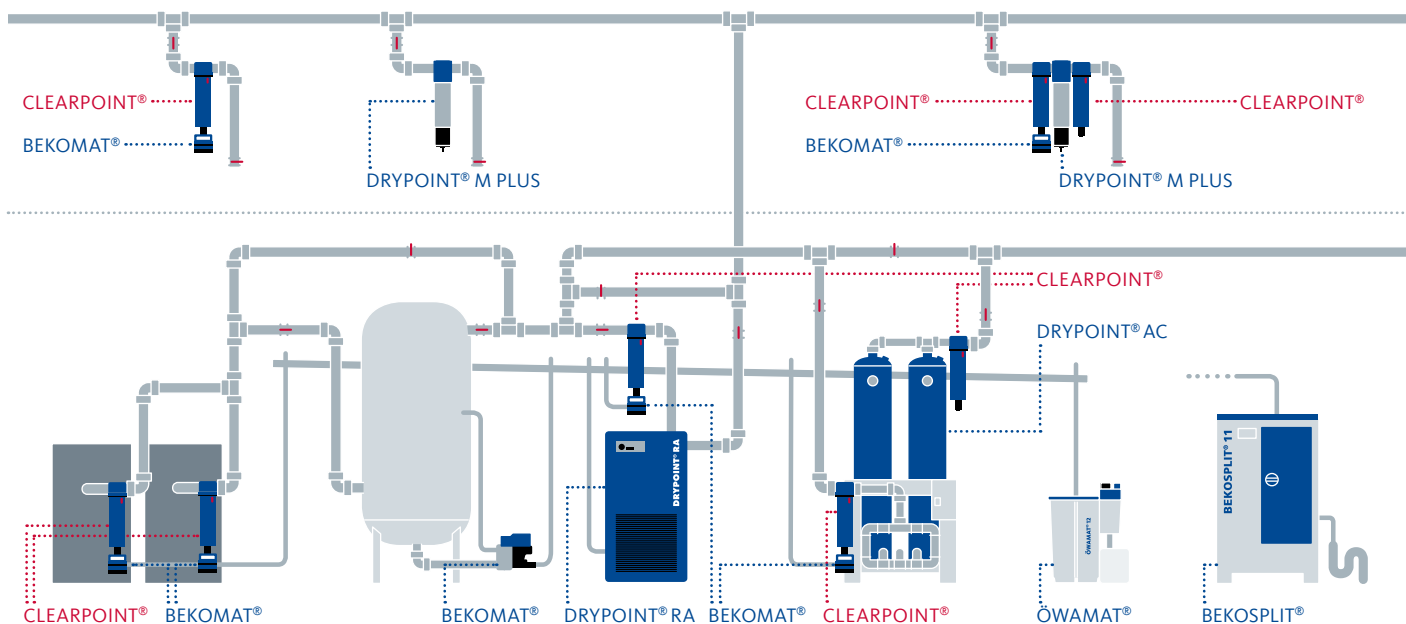 CLEARPOINT®
BEKOMAT®
DRYPOINT® M PLUS
CLEARPOINT®
CLEARPOINT®
BEKOMAT®
DRYPOINT® M PLUS
CLEARPOINT®
DRYPOINT® AC
DRYPOINT® RA
BEKOSPLIT® 11
ÖWAMAT® 12
CLEARPOINT®
BEKOMAT®
BEKOMAT®
DRYPOINT® RA
BEKOMAT®
CLEARPOINT®
ÖWAMAT®
BEKOSPLIT®